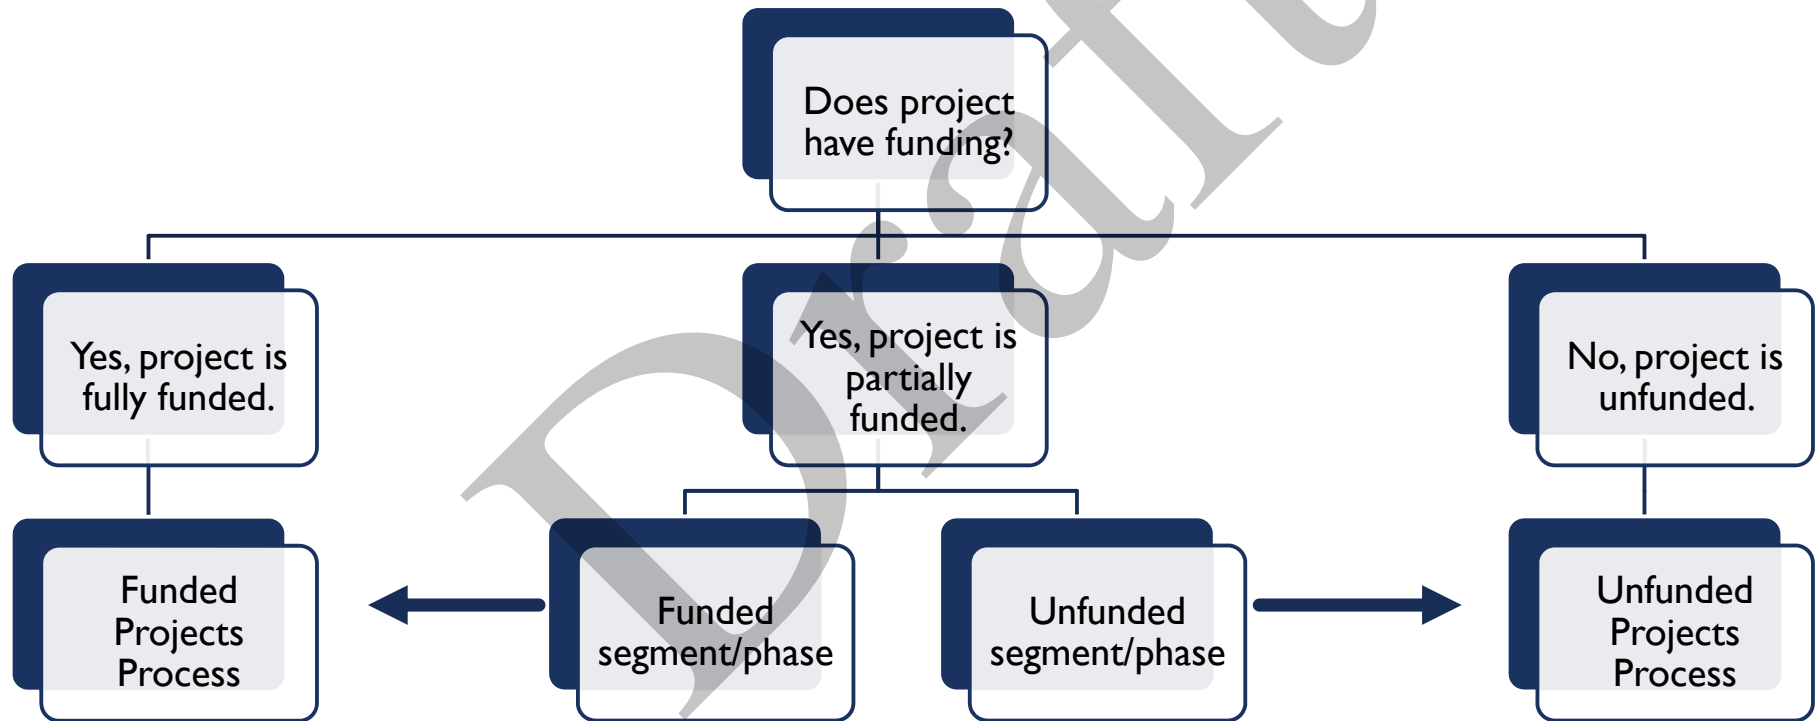 Does project
have funding?
Yes, project is
fully funded.
Yes, project is
partially
funded.
No, project is
unfunded.
Funded
Projects
Process
Funded
segment/phase
Unfunded
segment/phase
Unfunded
Projects
Process
Draft